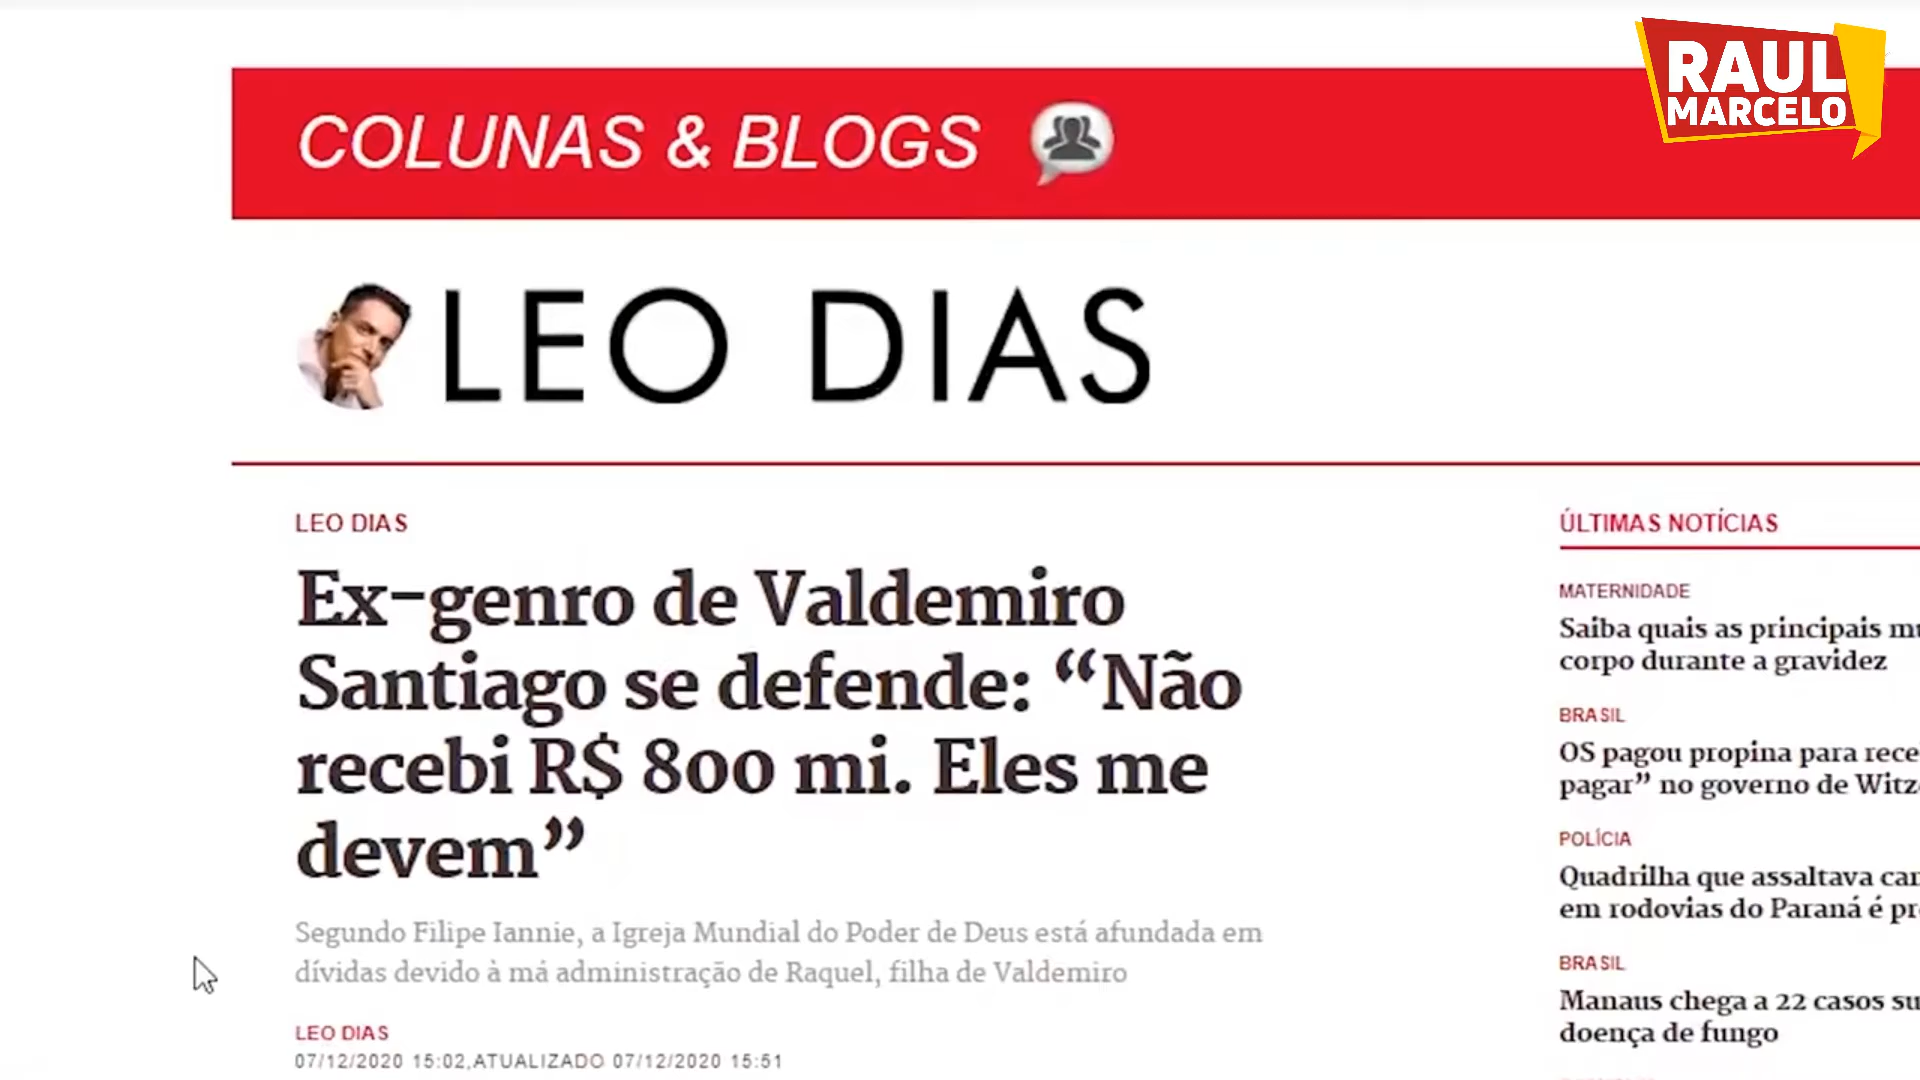 RAUL
MARCELO
COLUNAS & BLOGS
LEO DIAS
LEO DIAS
Ex-genro de Valdemiro
Santiago se defende: “Não
recebi R$ 800 mi. Eles me
devem”
Segundo Filipe Iannie, a Igreja Mundial do Poder de Deus está afundada em
dívidas devido à má administração de Raquel, filha de Valdemiro
LEO DIAS
07/12/2020 15:02,ATUALIZADO 07/12/2020 15:51
ÚLTIMAS NOTÍCIAS
MATERNIDADE
Saiba quais as principais
corpo durante a gravidez
BRASIL
OS pagou propina para
pagar” no governo de
POLÍCIA
Quadrilha que assaltava
em rodovias do Paraná é
BRASIL
Manaus chega a 22 casos
doença de fungo